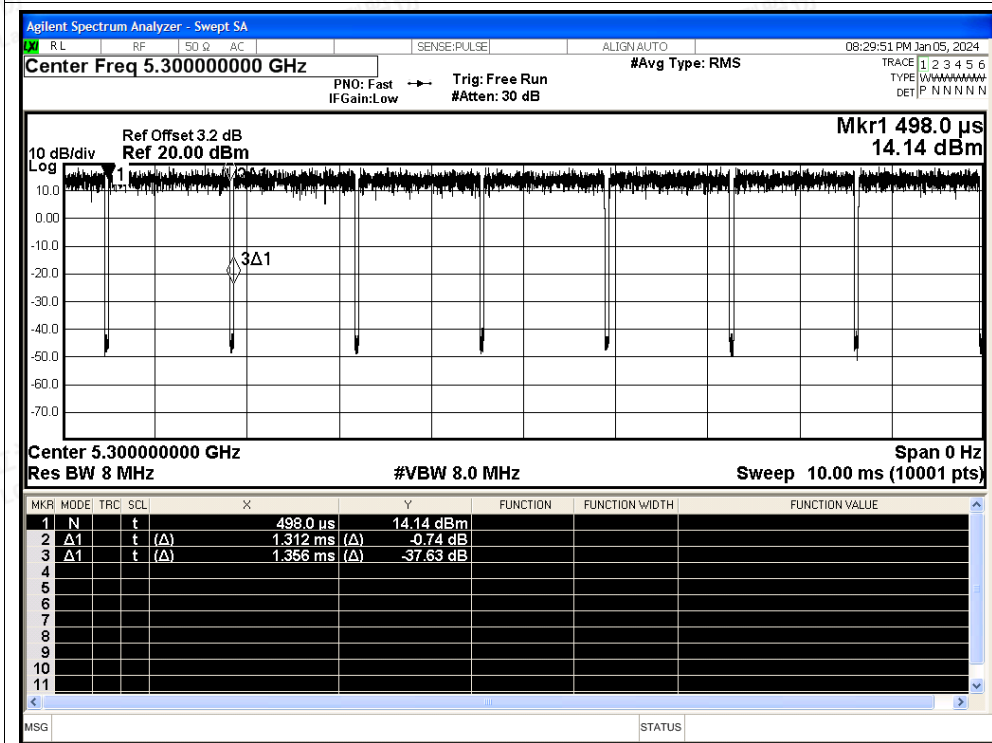 Agilent Spectrum Analyzer - Swept SA
LXI RL RF 50 Ω AC SENSE:PULSE ALIGN AUTO 08:29:51 PM Jan 05, 2024
Center Freq 5.300000000 GHz #Avg Type: RMS TRACE 1 2 3 4 5 6
PNO: Fast Trig: Free Run TYPE W
IFGain:Low #Atten: 30 dB DET P N N N N N
Mkr1 498.0 µs
Ref Offset 3.2 dB
10 dB/div Ref 20.00 dBm 14.14 dBm
Log
1 2Δ1
10.0
0.00
-10.0
3Δ1
-20.0
-30.0
-40.0
-50.0
-60.0
-70.0
Center 5.300000000 GHz Span 0 Hz
Res BW 8 MHz #VBW 8.0 MHz Sweep 10.00 ms (10001 pts)
MKR MODE TRC SCL X Y FUNCTION FUNCTION WIDTH FUNCTION VALUE
1 N t 498.0 µs 14.14 dBm
2 Δ1 t (Δ) 1.312 ms (Δ) -0.74 dB
3 Δ1 t (Δ) 1.356 ms (Δ) -37.63 dB
4
5
6
7
8
9
10
11
MSG STATUS